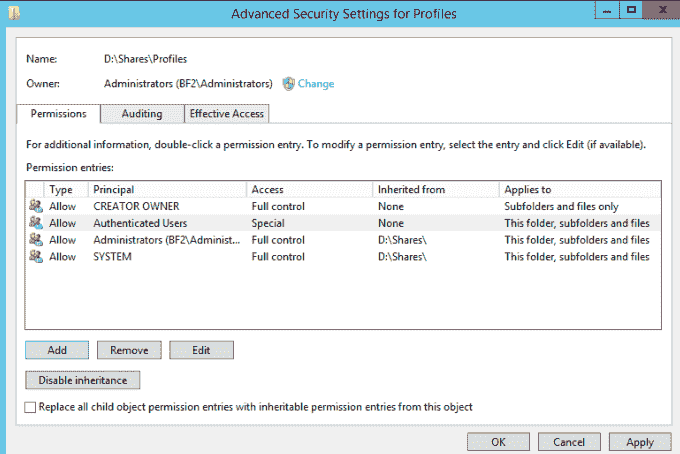 Advanced Security Settings for Profiles
Name: D:\Shares\Profiles
Owner: Administrators (BF2\Administrators) Change
Permissions Auditing Effective Access
For additional information, double-click a permission entry. To modify a permission entry, select the entry and click Edit (if available).
Permission entries:
Type Principal Access Inherited from Applies to
Allow CREATOR OWNER Full control None Subfolders and files only
Allow Authenticated Users Special None This folder, subfolders and files
Allow Administrators (BF2\Administ... Full control D:\Shares\ This folder, subfolders and files
Allow SYSTEM Full control D:\Shares\ This folder, subfolders and files
Add Remove Edit
Disable inheritance
Replace all child object permission entries with inheritable permission entries from this object
OK Cancel Apply